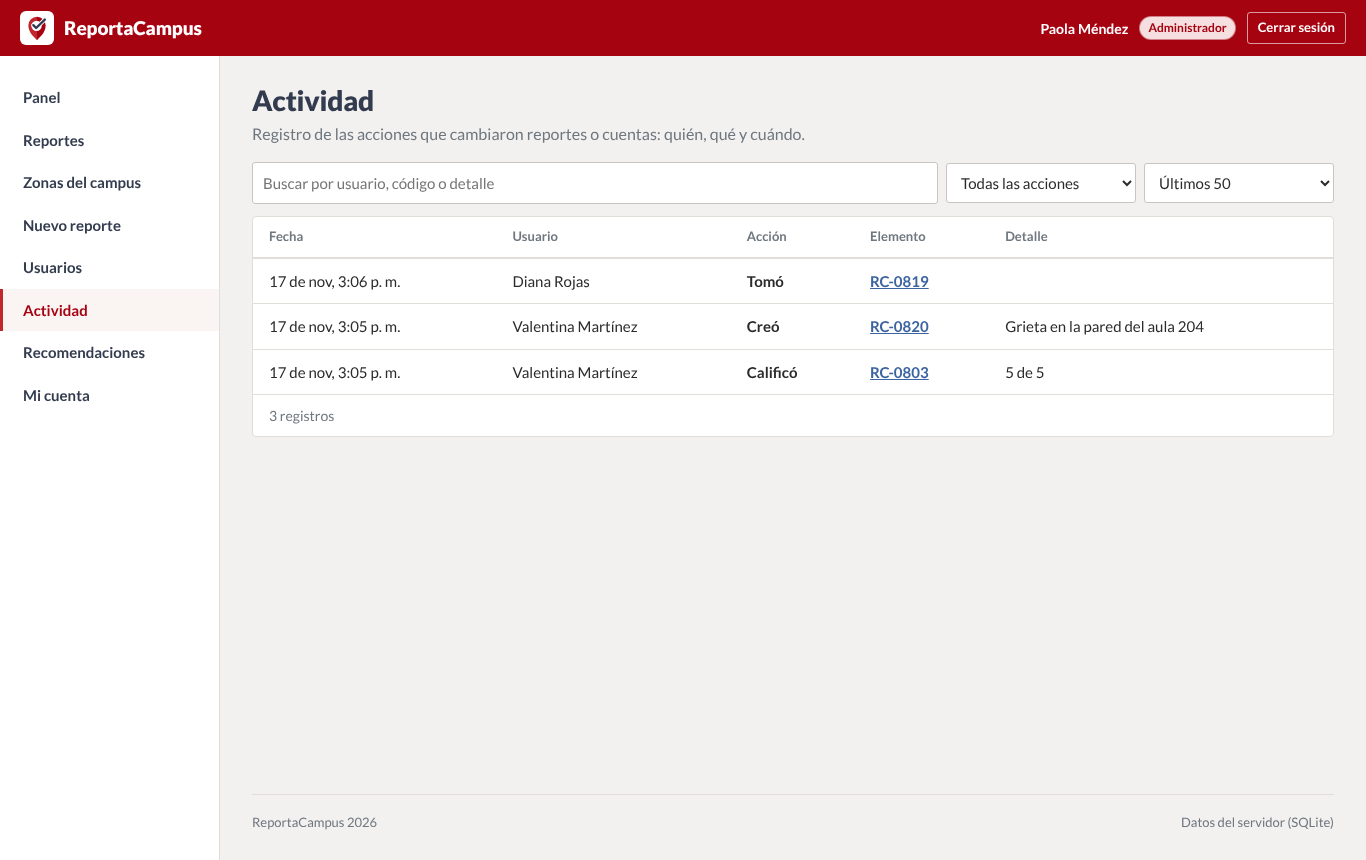 ReportaCampus
Paola Méndez Administrador Cerrar sesión
Panel
Reportes
Zonas del campus
Nuevo reporte
Usuarios
Actividad
Recomendaciones
Mi cuenta
Actividad
Registro de las acciones que cambiaron reportes o cuentas: quién, qué y cuándo.
Buscar por usuario, código o detalle Todas las acciones Últimos 50
Fecha Usuario Acción Elemento Detalle
17 de nov, 3:06 p. m. Diana Rojas Tomó RC-0819
17 de nov, 3:05 p. m. Valentina Martínez Creó RC-0820 Grieta en la pared del aula 204
17 de nov, 3:05 p. m. Valentina Martínez Calificó RC-0803 5 de 5
3 registros
ReportaCampus 2026 Datos del servidor (SQLite)